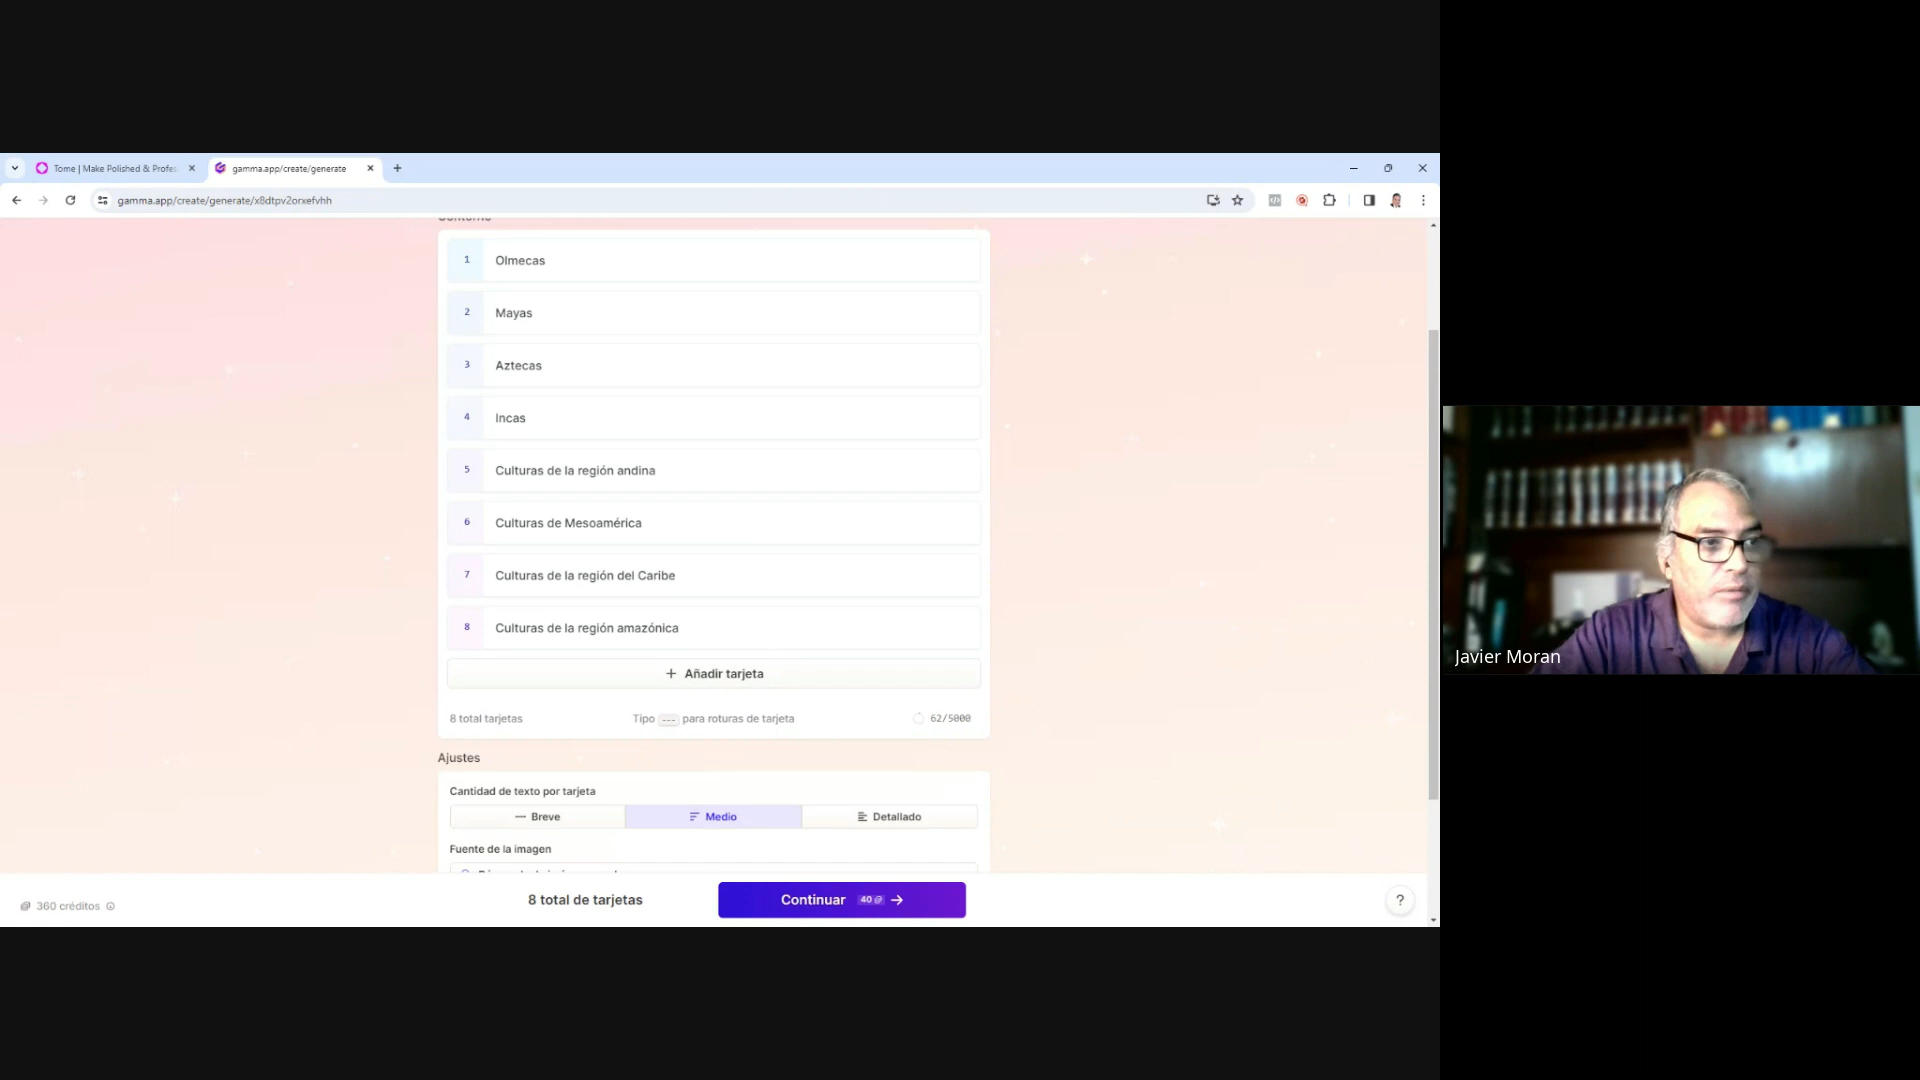 Tome | Make Polished & Profes
gamma.app/create/generate
gamma.app/create/generate/x8dtpv2orxefvhh
1 Olmecas
2 Mayas
3 Aztecas
4 Incas
5 Culturas de la región andina
6 Culturas de Mesoamérica
7 Culturas de la región del Caribe
8 Culturas de la región amazónica
+ Añadir tarjeta
8 total tarjetas Tipo --- para roturas de tarjeta 62/5000
Ajustes
Cantidad de texto por tarjeta
Breve Medio Detallado
Fuente de la imagen
360 créditos 8 total de tarjetas Continuar 40 → ?
Javier Moran